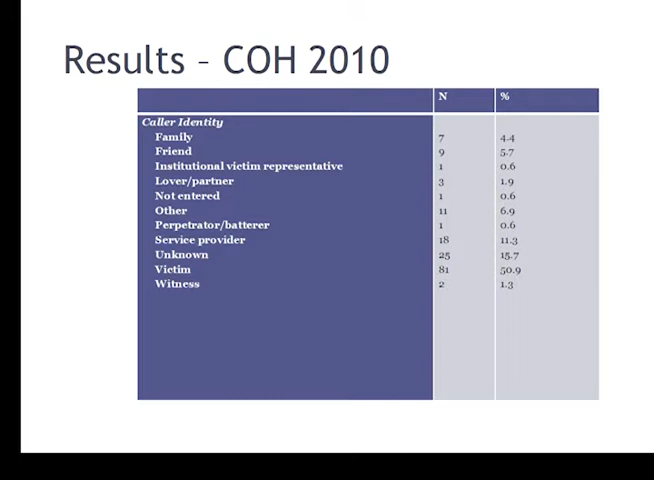 Results – COH 2010
N %
Caller Identity
Family 7 4.4
Friend 9 5.7
Institutional victim representative 1 0.6
Lover/partner 3 1.9
Not entered 1 0.6
Other 11 6.9
Perpetrator/batterer 1 0.6
Service provider 18 11.3
Unknown 25 15.7
Victim 81 50.9
Witness 2 1.3